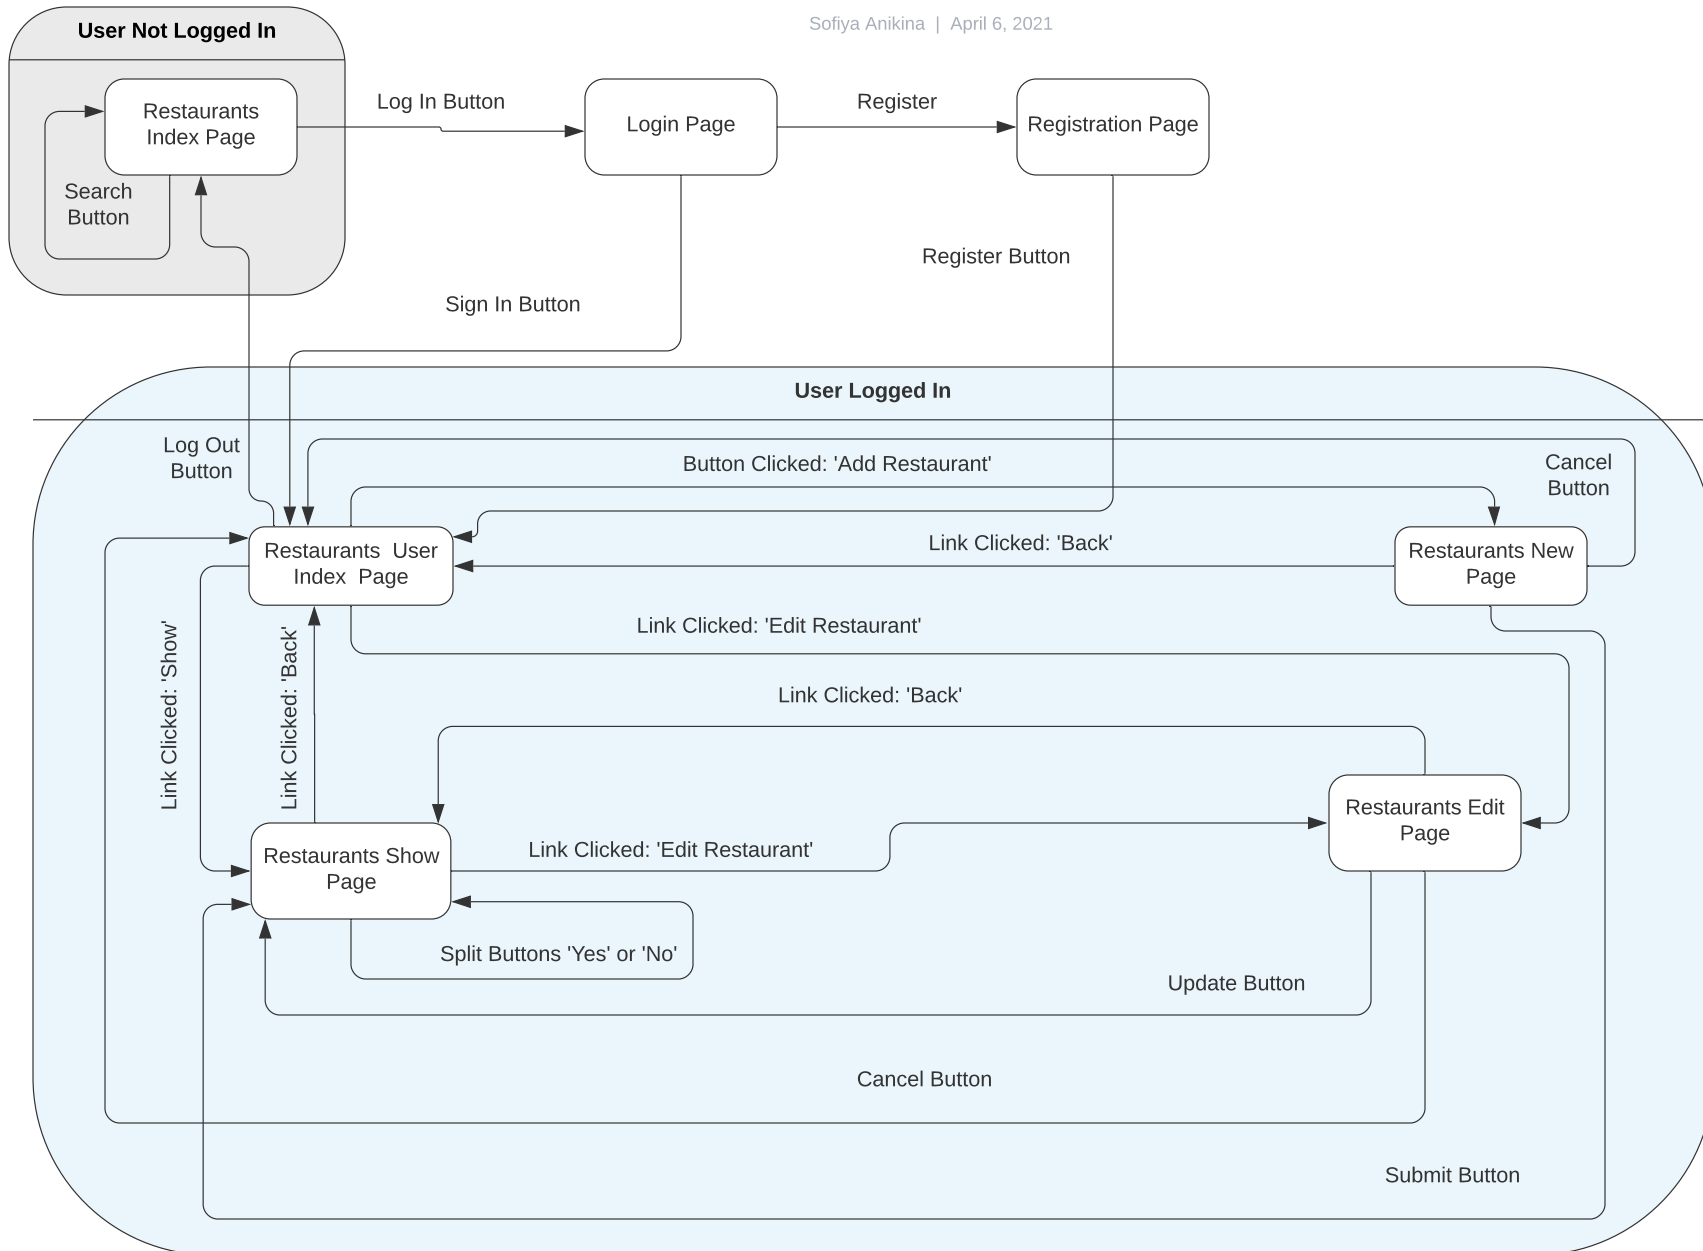 User Not Logged In
Sofiya Anikina | April 6, 2021
Restaurants
Index Page
Log In Button
Login Page
Register
Registration Page
Search
Button
Register Button
Sign In Button
User Logged In
Log Out
Button
Button Clicked: 'Add Restaurant'
Cancel
Button
Restaurants  User
Index  Page
Link Clicked: 'Back'
Restaurants New
Page
Link Clicked: 'Show'
Link Clicked: 'Back'
Link Clicked: 'Edit Restaurant'
Link Clicked: 'Back'
Restaurants Edit
Page
Restaurants Show
Page
Link Clicked: 'Edit Restaurant'
Split Buttons 'Yes' or 'No'
Update Button
Cancel Button
Submit Button